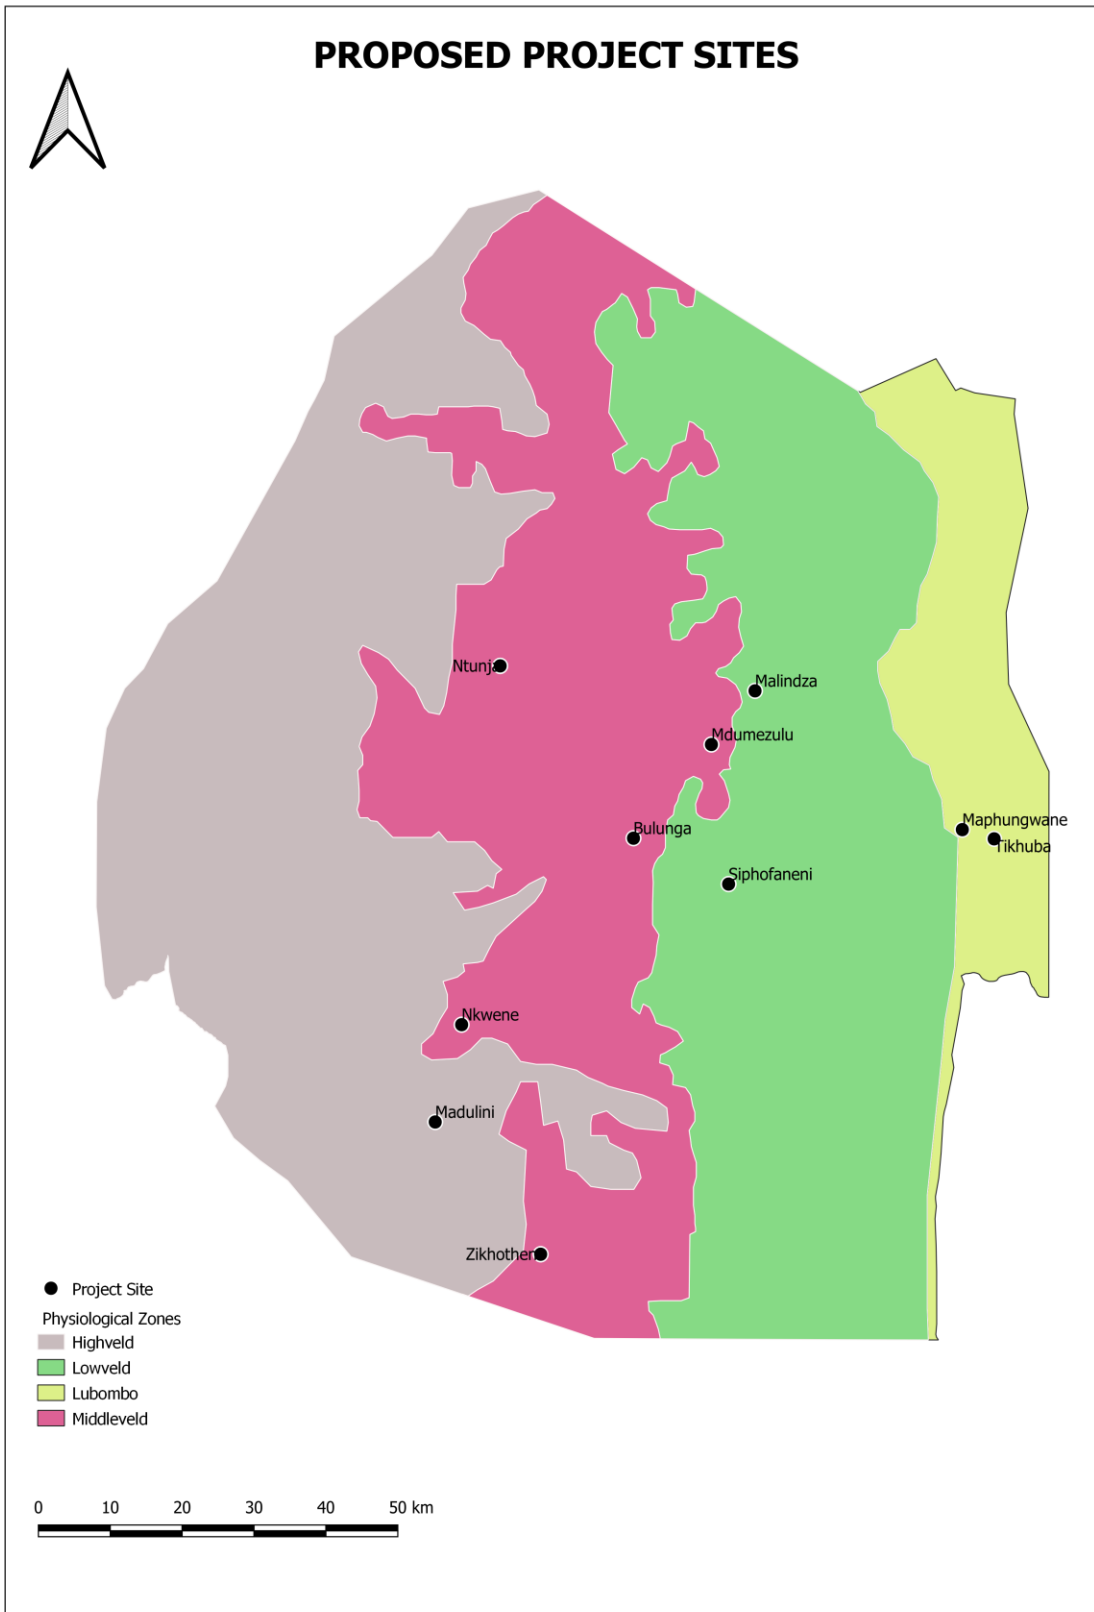 PROPOSED PROJECT SITES
Ntunja
Malindza
Mdumezulu
Maphungwane
Bulunga
Tikhuba
Siphofaneni
Nkwene
Madulini
Zikhothen
Project Site
Physiological Zones
Highveld
Lowveld
Lubombo
Middleveld
0 10 20 30 40 50 km